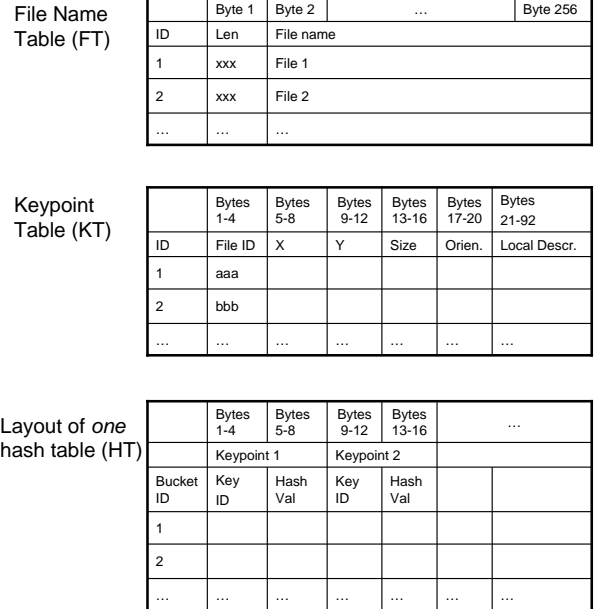 File Name
Table (FT)
Byte 1 Byte 2 … Byte 256
ID Len File name
1 xxx File 1
2 xxx File 2
… … …
Keypoint
Table (KT)
Bytes Bytes Bytes Bytes Bytes Bytes
1-4 5-8 9-12 13-16 17-20 21-92
ID File ID X Y Size Orien. Local Descr.
1 aaa
2 bbb
… … … … … … …
Layout of one
hash table (HT)
Bytes Bytes Bytes Bytes …
1-4 5-8 9-12 13-16
Keypoint 1 Keypoint 2
Bucket Key Hash Key Hash
ID ID Val ID Val
1
2
… … … … … … …